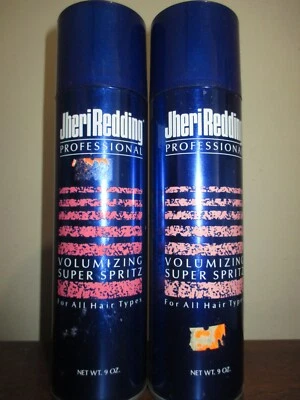 JheriRedding
PROFESSIONAL
VOLUMIZING
SUPER SPRITZ
For All Hair Types
NET WT. 9 OZ.
JheriRedding
PROFESSIONAL
VOLUMIZING
SUPER SPRITZ
For All Hair Types
NET WT. 9 OZ.